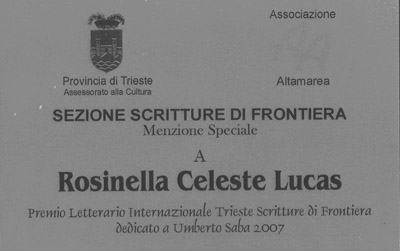 Associazione
Provincia di Trieste
Assessorato alla Cultura
Altamarea
SEZIONE SCRITTURE DI FRONTIERA
Menzione Speciale
A
Rosinella Celeste Lucas
Premio Letterario Internazionale Trieste Scritture di Frontiera
dedicato a Umberto Saba 2007